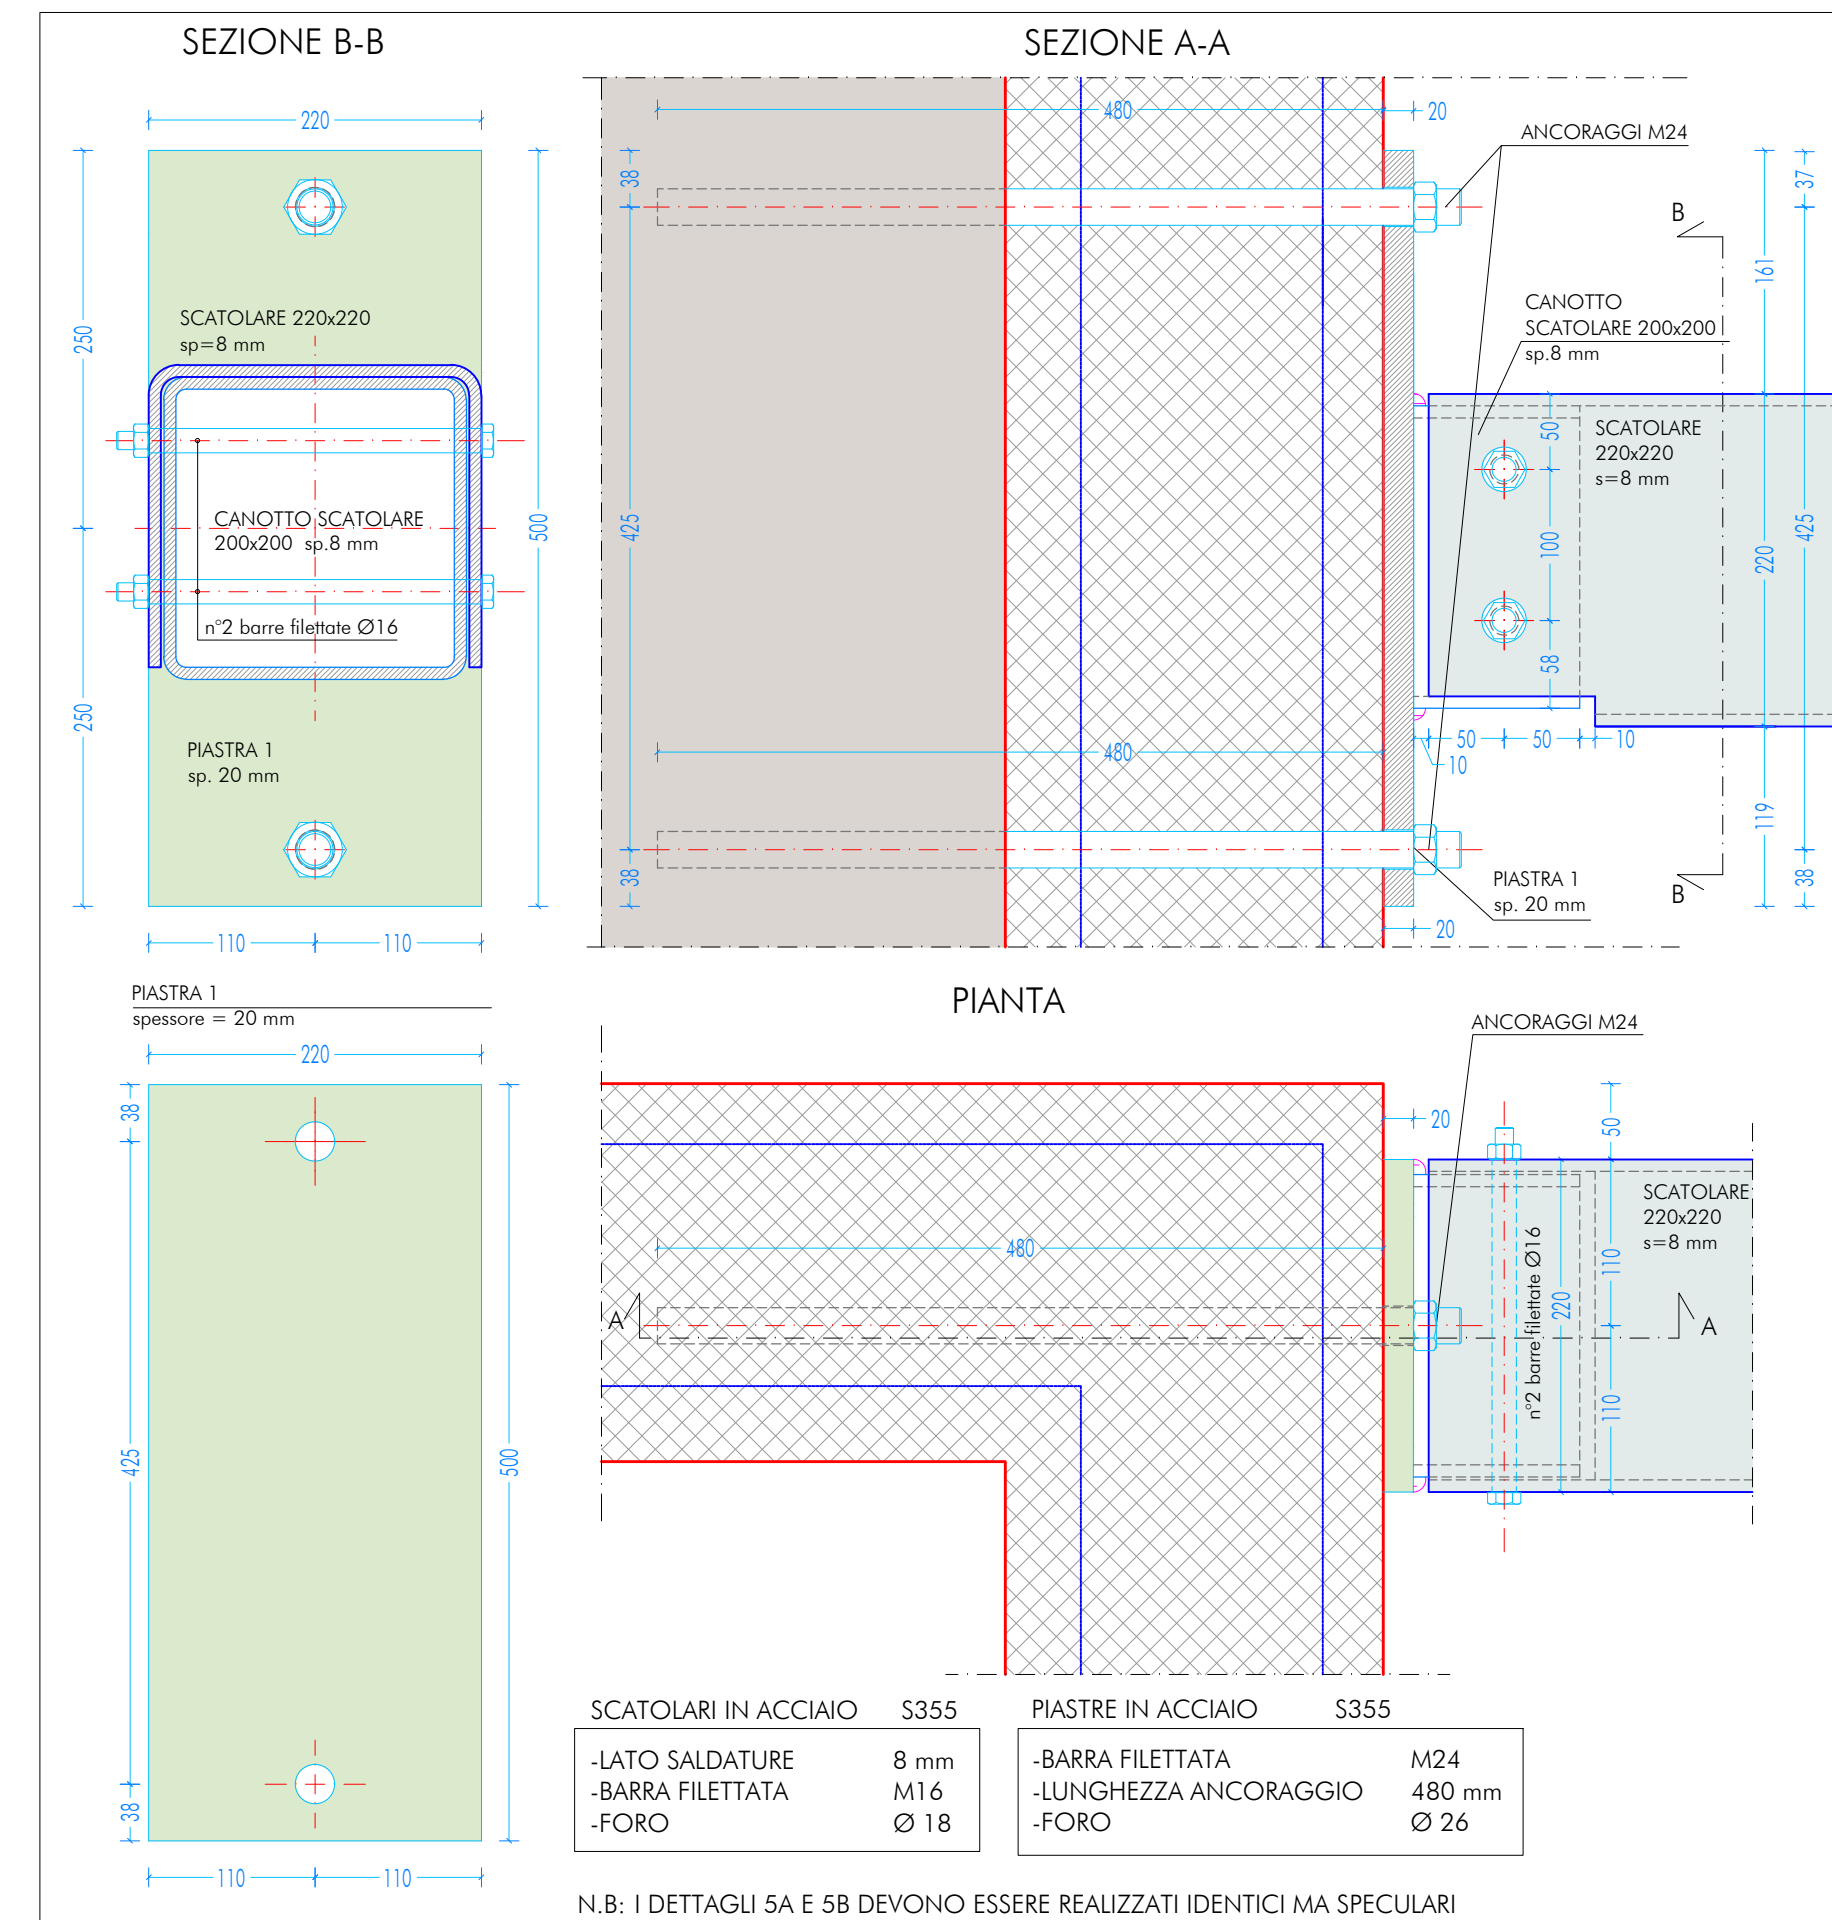 SEZIONE B-B
220
250
250
500
SCATOLARE 220x220
sp=8 mm
CANOTTO SCATOLARE
200x200 sp.8 mm
n°2 barre filettate Ø16
PIASTRA 1
sp. 20 mm
110
110
SEZIONE A-A
480
20
38
425
38
480
ANCORAGGI M24
B
CANOTTO
SCATOLARE 200x200
sp.8 mm
SCATOLARE
220x220
s=8 mm
50
100
58
50
50
10
10
PIASTRA 1
sp. 20 mm
B
20
161
220
119
37
425
38
PIASTRA 1
spessore = 20 mm
220
38
425
38
500
110
110
PIANTA
ANCORAGGI M24
20
50
480
A
A
n°2 barre filettate Ø16
220
110
110
SCATOLARE
220x220
s=8 mm
SCATOLARI IN ACCIAIO S355
-LATO SALDATURE 8 mm
-BARRA FILETTATA M16
-FORO Ø 18
PIASTRE IN ACCIAIO S355
-BARRA FILETTATA M24
-LUNGHEZZA ANCORAGGIO 480 mm
-FORO Ø 26
N.B: I DETTAGLI 5A E 5B DEVONO ESSERE REALIZZATI IDENTICI MA SPECULARI